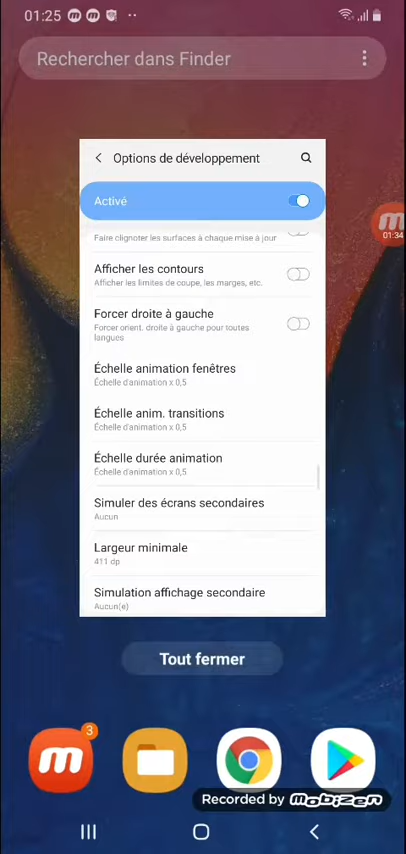 01:25
Rechercher dans Finder
Options de développement
Activé
Faire clignoter les surfaces à chaque mise à jour
01:34
Afficher les contours
Afficher les limites de coupe, les marges, etc.
Forcer droite à gauche
Forcer orient. droite à gauche pour toutes
langues
Échelle animation fenêtres
Échelle d'animation x 0,5
Échelle anim. transitions
Échelle d'animation x 0,5
Échelle durée animation
Échelle d'animation x 0,5
Simuler des écrans secondaires
Aucun
Largeur minimale
411 dp
Simulation affichage secondaire
Aucun(e)
Tout fermer
3
Recorded by mobizen